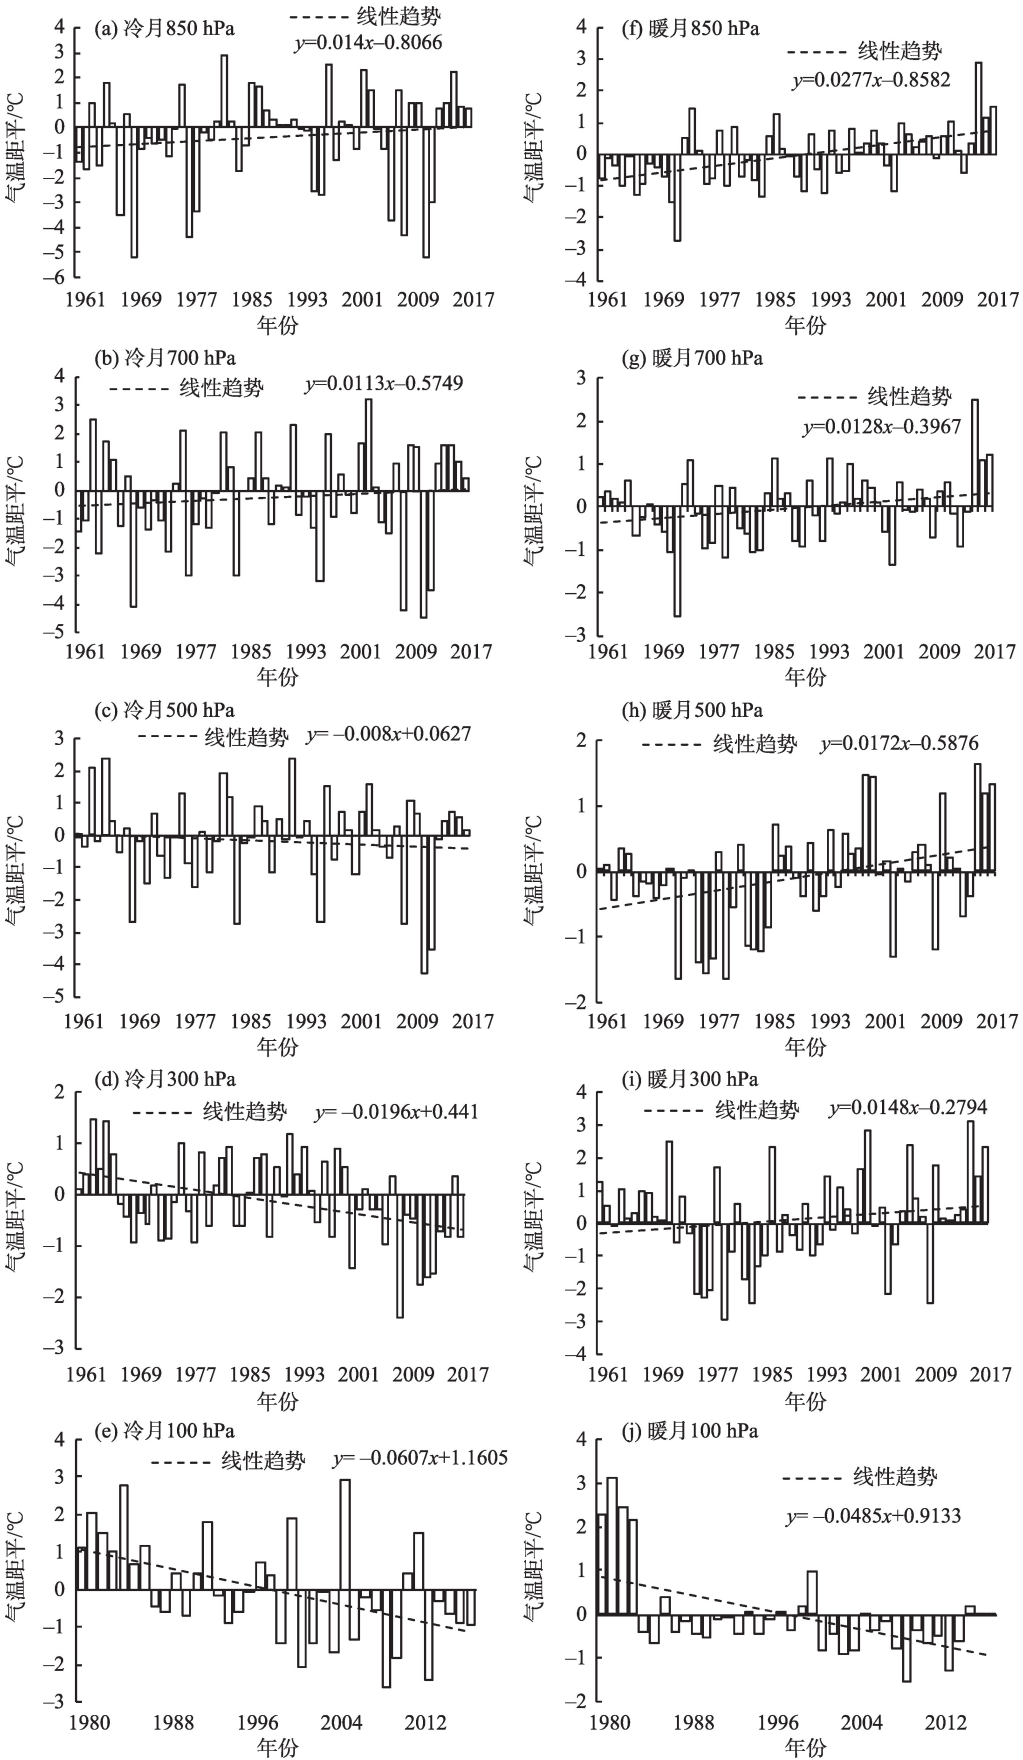 (a) 冷月850 hPa
线性趋势
y=0.014x–0.8066
气温距平/℃
4
3
2
1
0
–1
–2
–3
–4
–5
–6
1961 1969 1977 1985 1993 2001 2009 2017
年份
(f) 暖月850 hPa
线性趋势
y=0.0277x–0.8582
气温距平/℃
4
3
2
1
0
–1
–2
–3
–4
1961 1969 1977 1985 1993 2001 2009 2017
年份
(b) 冷月700 hPa
线性趋势
y=0.0113x–0.5749
气温距平/℃
4
3
2
1
0
–1
–2
–3
–4
–5
1961 1969 1977 1985 1993 2001 2009 2017
年份
(g) 暖月700 hPa
线性趋势
y=0.0128x–0.3967
气温距平/℃
3
2
1
0
–1
–2
–3
1961 1969 1977 1985 1993 2001 2009 2017
年份
(c) 冷月500 hPa
线性趋势
y= –0.008x+0.0627
气温距平/℃
3
2
1
0
–1
–2
–3
–4
–5
1961 1969 1977 1985 1993 2001 2009 2017
年份
(h) 暖月500 hPa
线性趋势
y=0.0172x–0.5876
气温距平/℃
2
1
0
–1
–2
1961 1969 1977 1985 1993 2001 2009 2017
年份
(d) 冷月300 hPa
线性趋势
y= –0.0196x+0.441
气温距平/℃
2
1
0
–1
–2
–3
1961 1969 1977 1985 1993 2001 2009 2017
年份
(i) 暖月300 hPa
线性趋势
y=0.0148x–0.2794
气温距平/℃
4
3
2
1
0
–1
–2
–3
–4
1961 1969 1977 1985 1993 2001 2009 2017
年份
(e) 冷月100 hPa
线性趋势
y= –0.0607x+1.1605
气温距平/℃
4
3
2
1
0
–1
–2
–3
1980 1988 1996 2004 2012
年份
(j) 暖月100 hPa
线性趋势
y= –0.0485x+0.9133
气温距平/℃
4
3
2
1
0
–1
–2
1980 1988 1996 2004 2012
年份